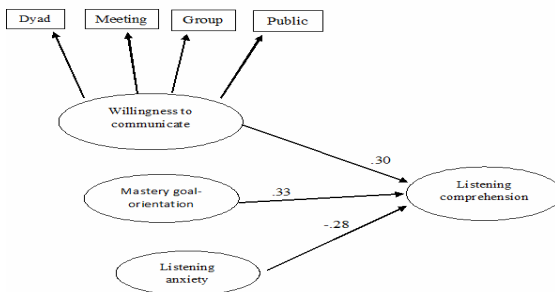 Dyad
Meeting
Group
Public
Willingness to
communicate
.30
Mastery goal-
orientation
.33
Listening
comprehension
-.28
Listening
anxiety